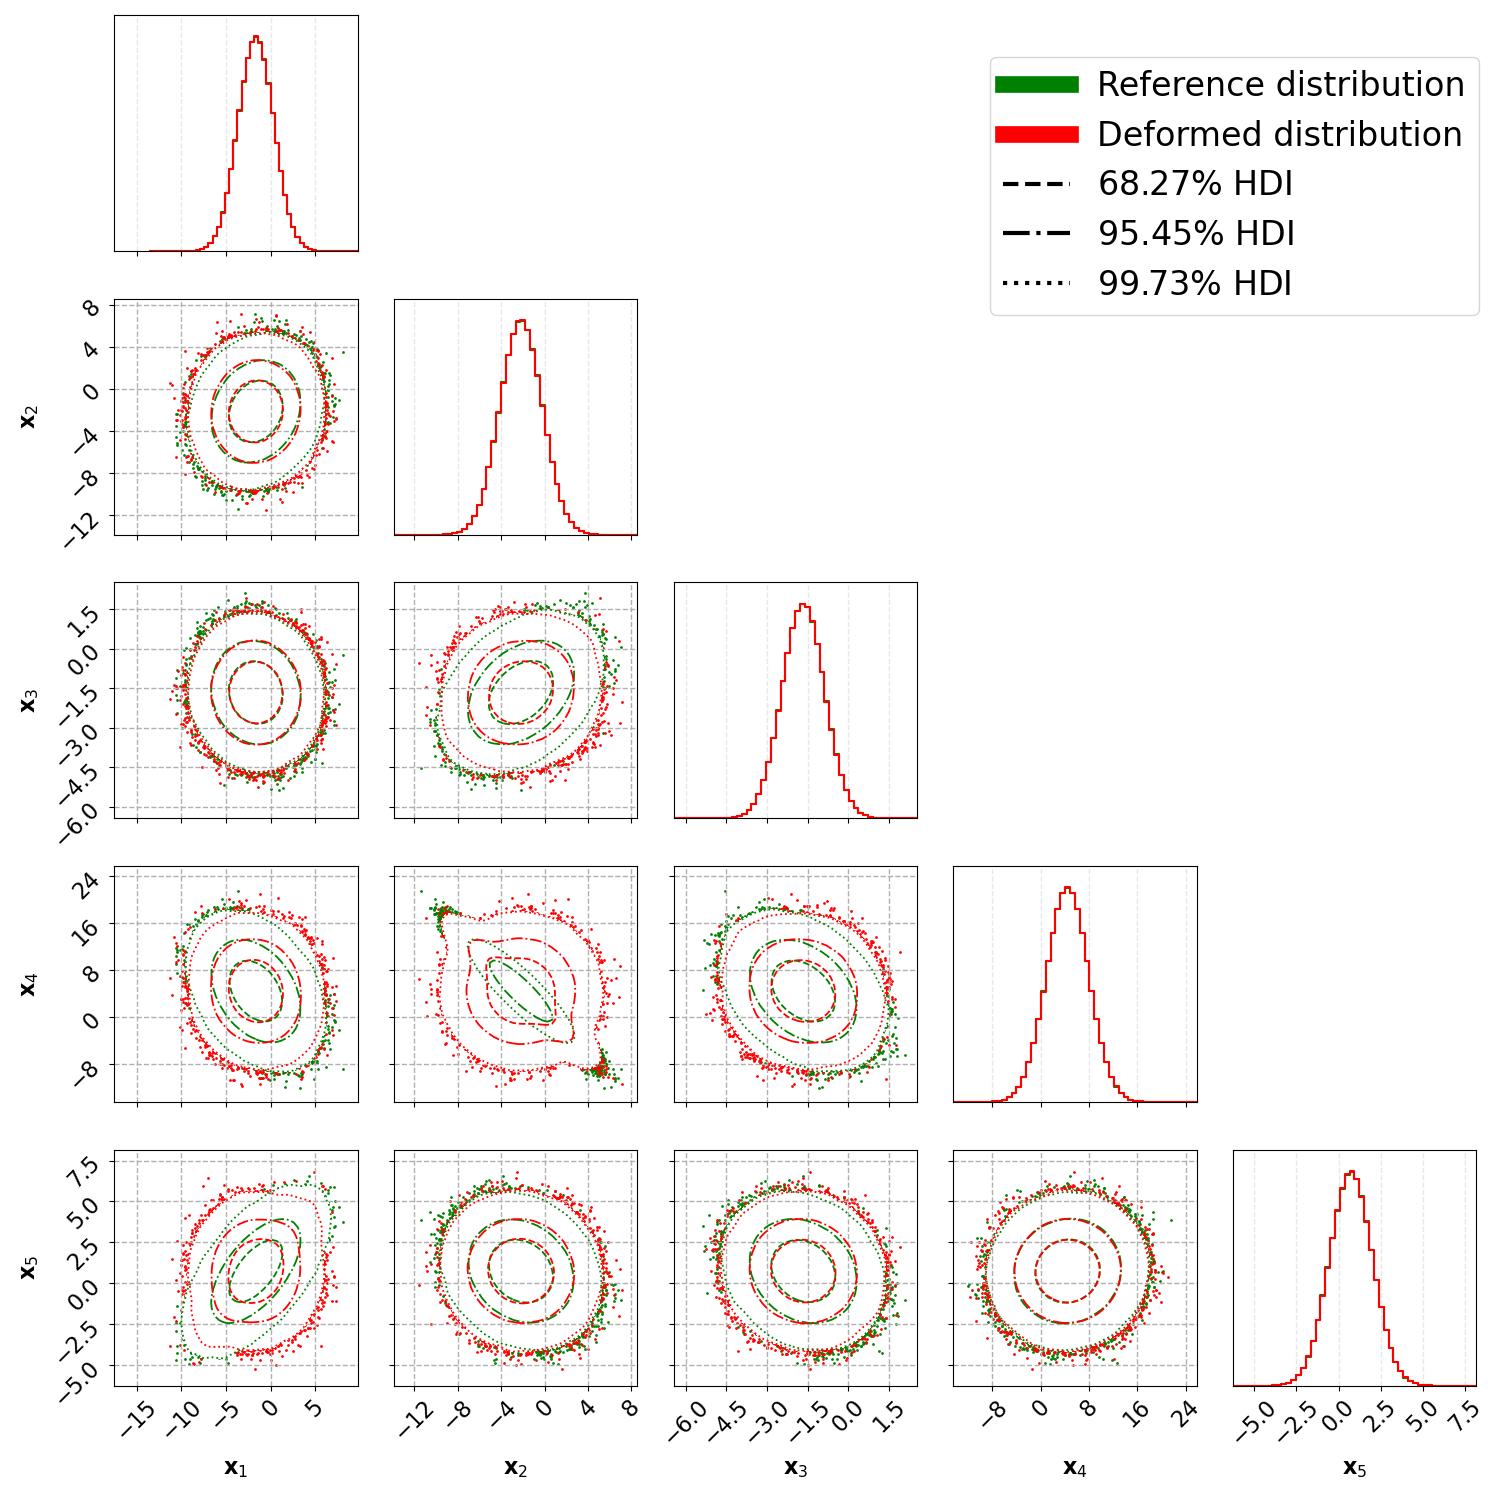 Reference distribution
Deformed distribution
68.27% HDI
95.45% HDI
99.73% HDI
8
4
0
−4
−8
−12
x₂
1.5
0.0
−1.5
−3.0
−4.5
−6.0
x₃
24
16
8
0
−8
x₄
7.5
5.0
2.5
0.0
−2.5
−5.0
x₅
−15 −10 −5 0 5
−12 −8 −4 0 4 8
−6.0 −4.5 −3.0 −1.5 0.0 1.5
−8 0 8 16 24
−5.0 −2.5 0.0 2.5 5.0 7.5
x₁ x₂ x₃ x₄ x₅